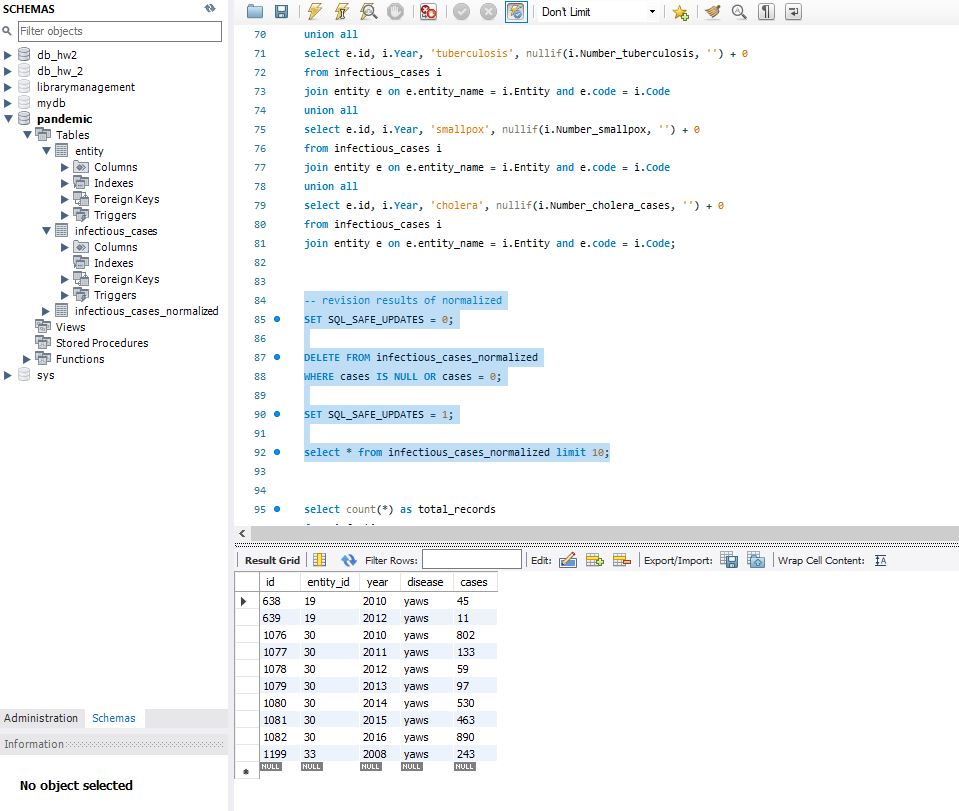 SCHEMAS
Filter objects
db_hw2
db_hw_2
librarymanagement
mydb
pandemic
Tables
entity
Columns
Indexes
Foreign Keys
Triggers
infectious_cases
Columns
Indexes
Foreign Keys
Triggers
infectious_cases_normalized
Views
Stored Procedures
Functions
sys
Administration Schemas
Information
No object selected
Don't Limit
70 union all
71 select e.id, i.Year, 'tuberculosis', nullif(i.Number_tuberculosis, '') + 0
72 from infectious_cases i
73 join entity e on e.entity_name = i.Entity and e.code = i.Code
74 union all
75 select e.id, i.Year, 'smallpox', nullif(i.Number_smallpox, '') + 0
76 from infectious_cases i
77 join entity e on e.entity_name = i.Entity and e.code = i.Code
78 union all
79 select e.id, i.Year, 'cholera', nullif(i.Number_cholera_cases, '') + 0
80 from infectious_cases i
81 join entity e on e.entity_name = i.Entity and e.code = i.Code;
82
83
84 -- revision results of normalized
85 SET SQL_SAFE_UPDATES = 0;
86
87 DELETE FROM infectious_cases_normalized
88 WHERE cases IS NULL OR cases = 0;
89
90 SET SQL_SAFE_UPDATES = 1;
91
92 select * from infectious_cases_normalized limit 10;
93
94
95 select count(*) as total_records
Result Grid Filter Rows: Edit: Export/Import: Wrap Cell Content:
id entity_id year disease cases
638 19 2010 yaws 45
639 19 2012 yaws 11
1076 30 2010 yaws 802
1077 30 2011 yaws 133
1078 30 2012 yaws 59
1079 30 2013 yaws 97
1080 30 2014 yaws 530
1081 30 2015 yaws 463
1082 30 2016 yaws 890
1199 33 2008 yaws 243
NULL NULL NULL NULL NULL